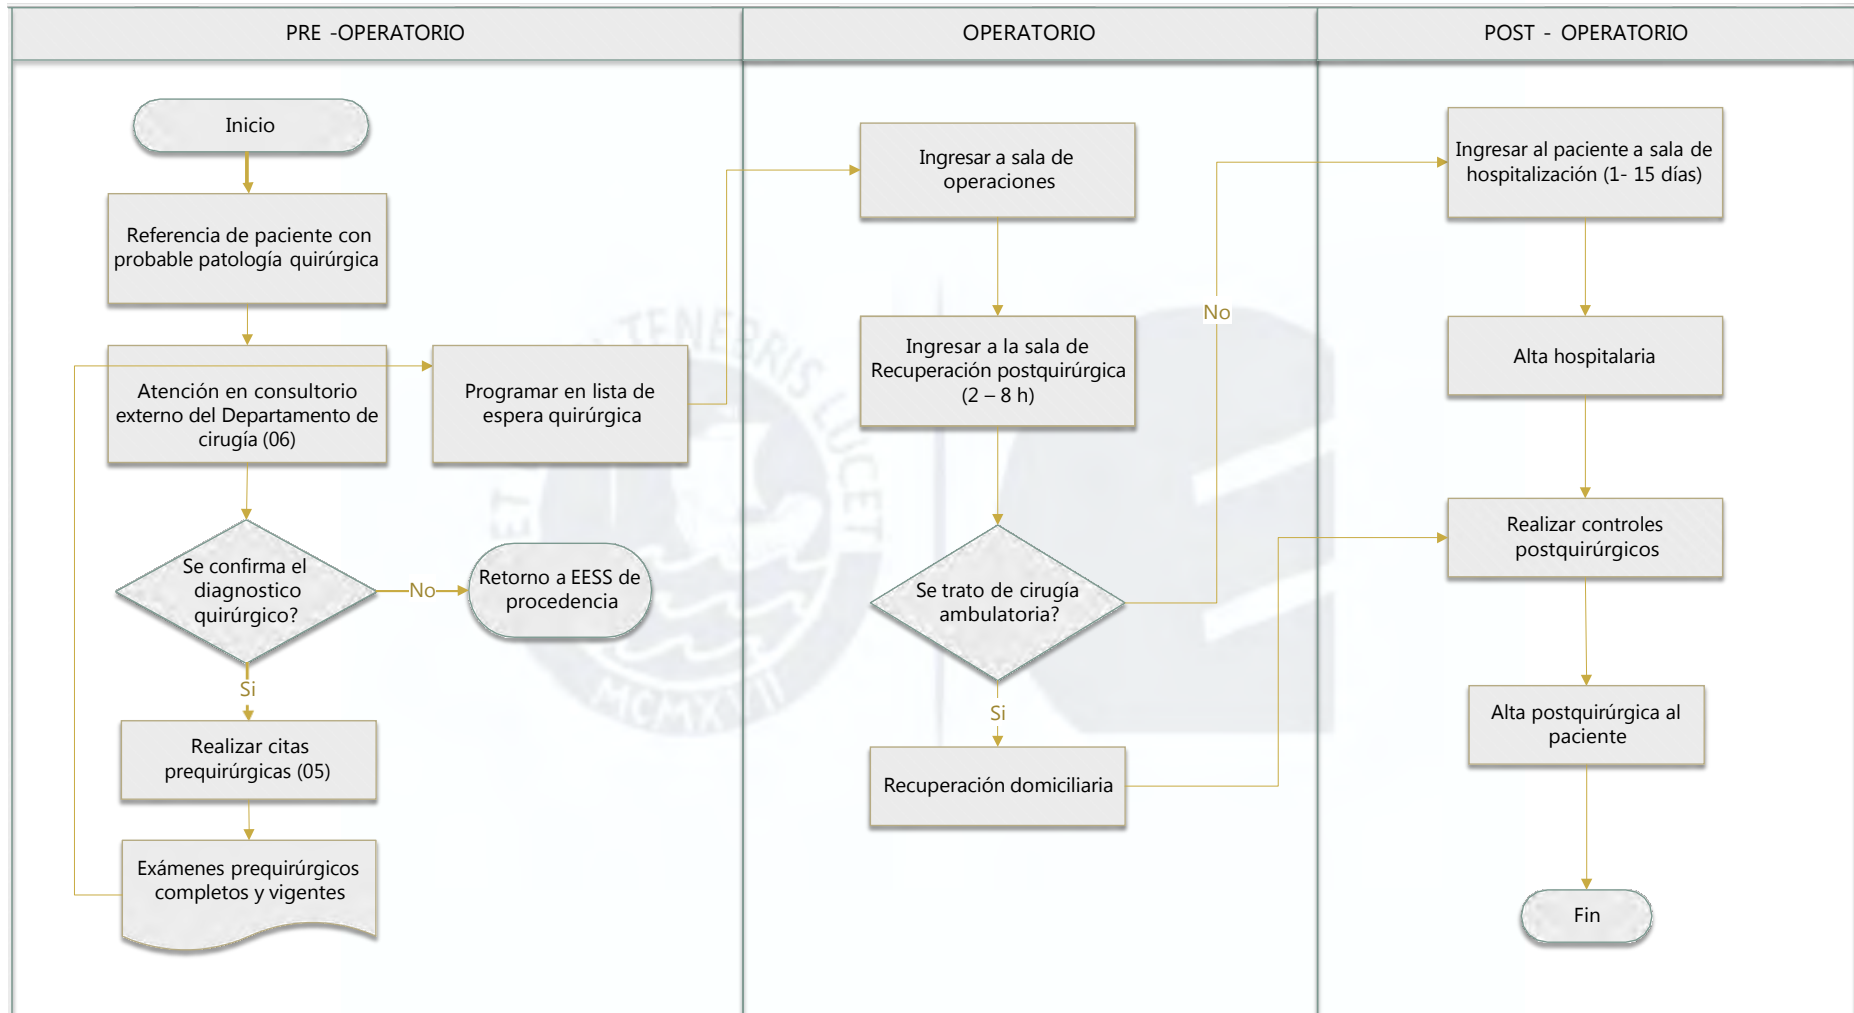 PRE -OPERATORIO
OPERATORIO
POST - OPERATORIO
Inicio
Referencia de paciente con
probable patología quirúrgica
Atención en consultorio
externo del Departamento de
cirugía (06)
Se confirma el
diagnostico
quirúrgico?
No
Retorno a EESS de
procedencia
Si
Realizar citas
prequirúrgicas (05)
Exámenes prequirúrgicos
completos y vigentes
Programar en lista de
espera quirúrgica
Ingresar a sala de
operaciones
Ingresar a la sala de
Recuperación postquirúrgica
(2 – 8 h)
Se trato de cirugía
ambulatoria?
No
Si
Recuperación domiciliaria
Ingresar al paciente a sala de
hospitalización (1- 15 días)
Alta hospitalaria
Realizar controles
postquirúrgicos
Alta postquirúrgica al
paciente
Fin
ET
TENEBRIS LUCET
MCMXVII